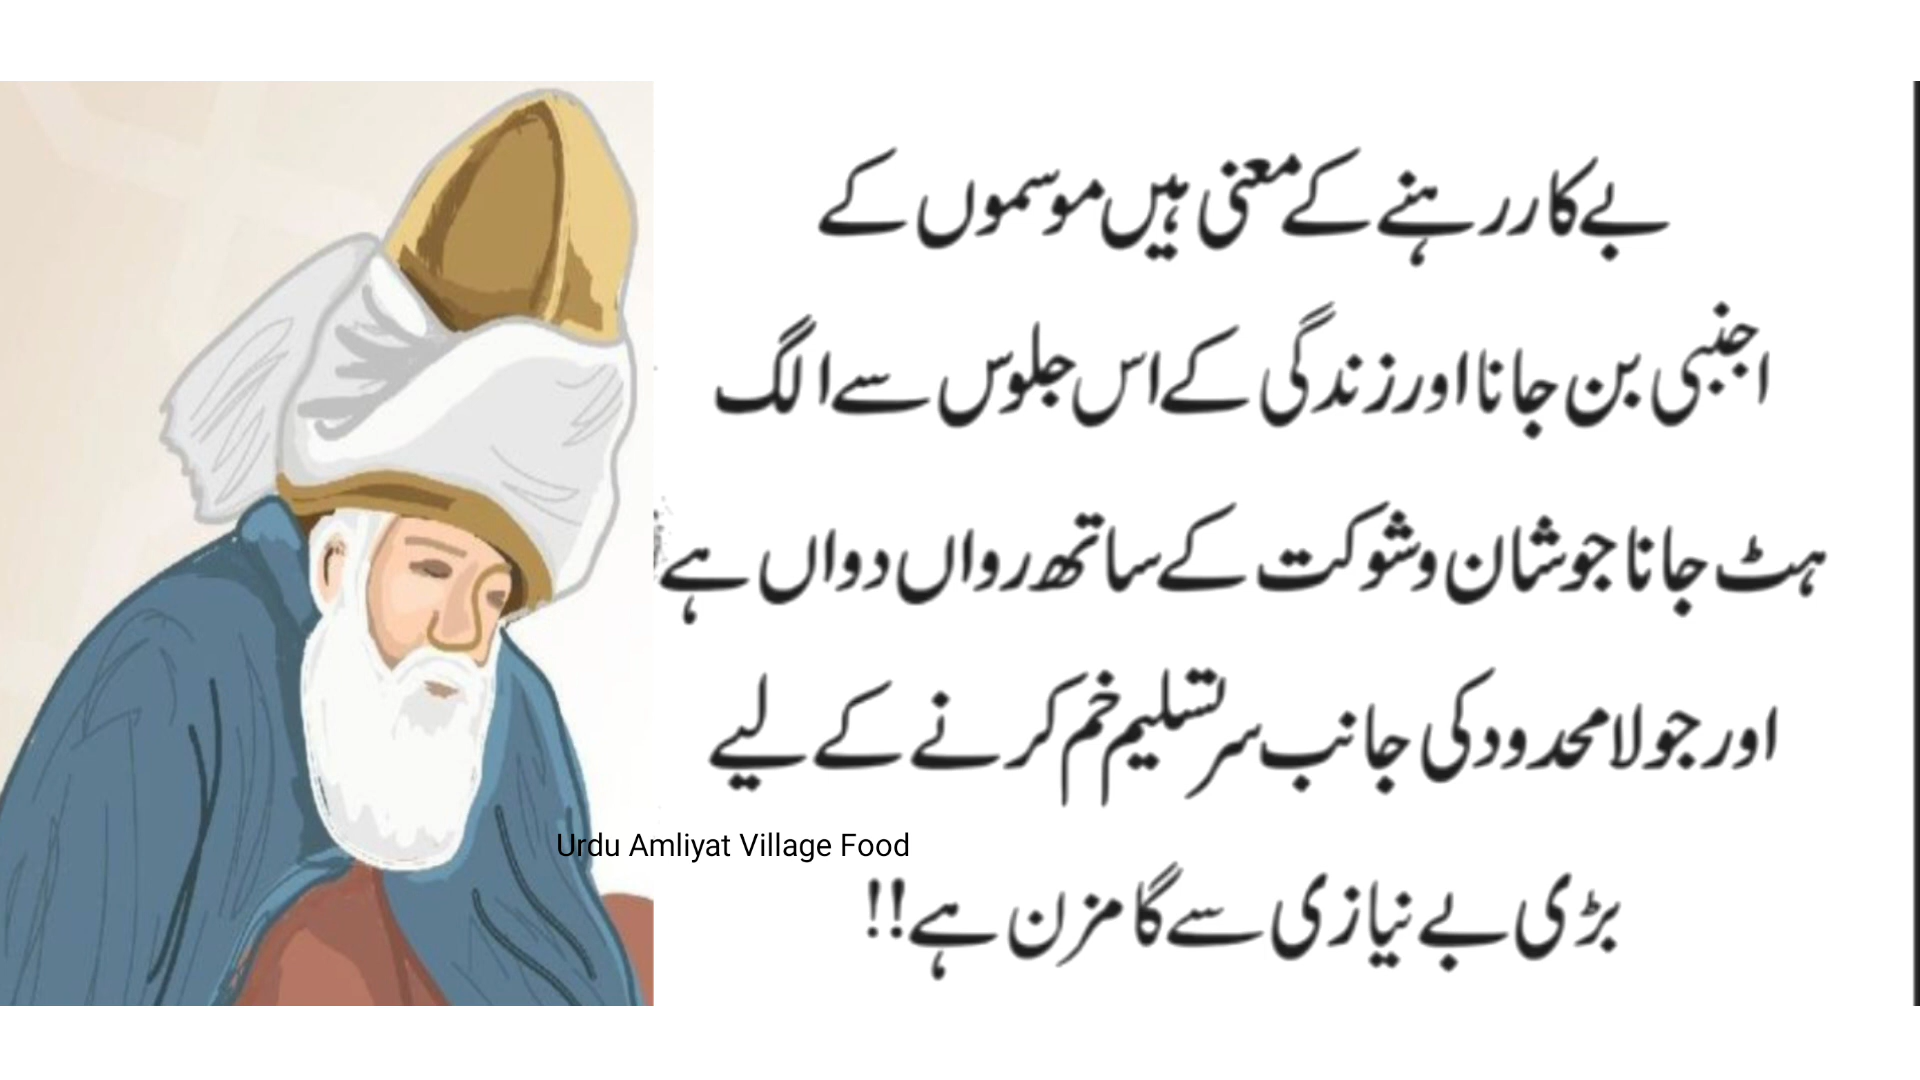 بے کار رہنے کے معنی ہیں موسموں کے
اجنبی بن جانا اور زندگی کے اس جلوس سے الگ
ہٹ جانا جو شان و شوکت کے ساتھ رواں دواں ہے
اور جو لامحدود کی جانب سر تسلیم خم کرنے کے لیے
Urdu Amliyat Village Food
بڑی بے نیازی سے گامزن ہے!!